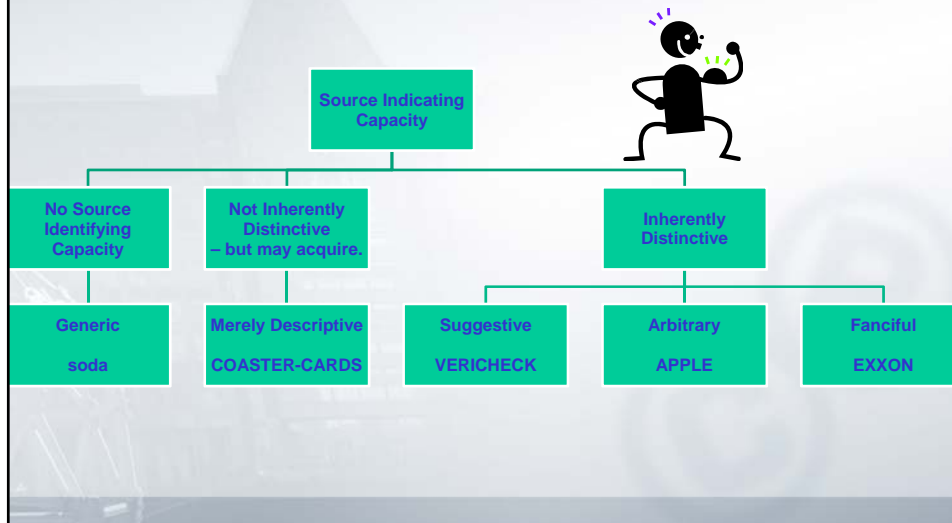 Source Indicating
Capacity
No Source
Identifying
Capacity
Not Inherently
Distinctive
– but may acquire.
Inherently
Distinctive
Generic
soda
Merely Descriptive
COASTER-CARDS
Suggestive
VERICHECK
Arbitrary
APPLE
Fanciful
EXXON